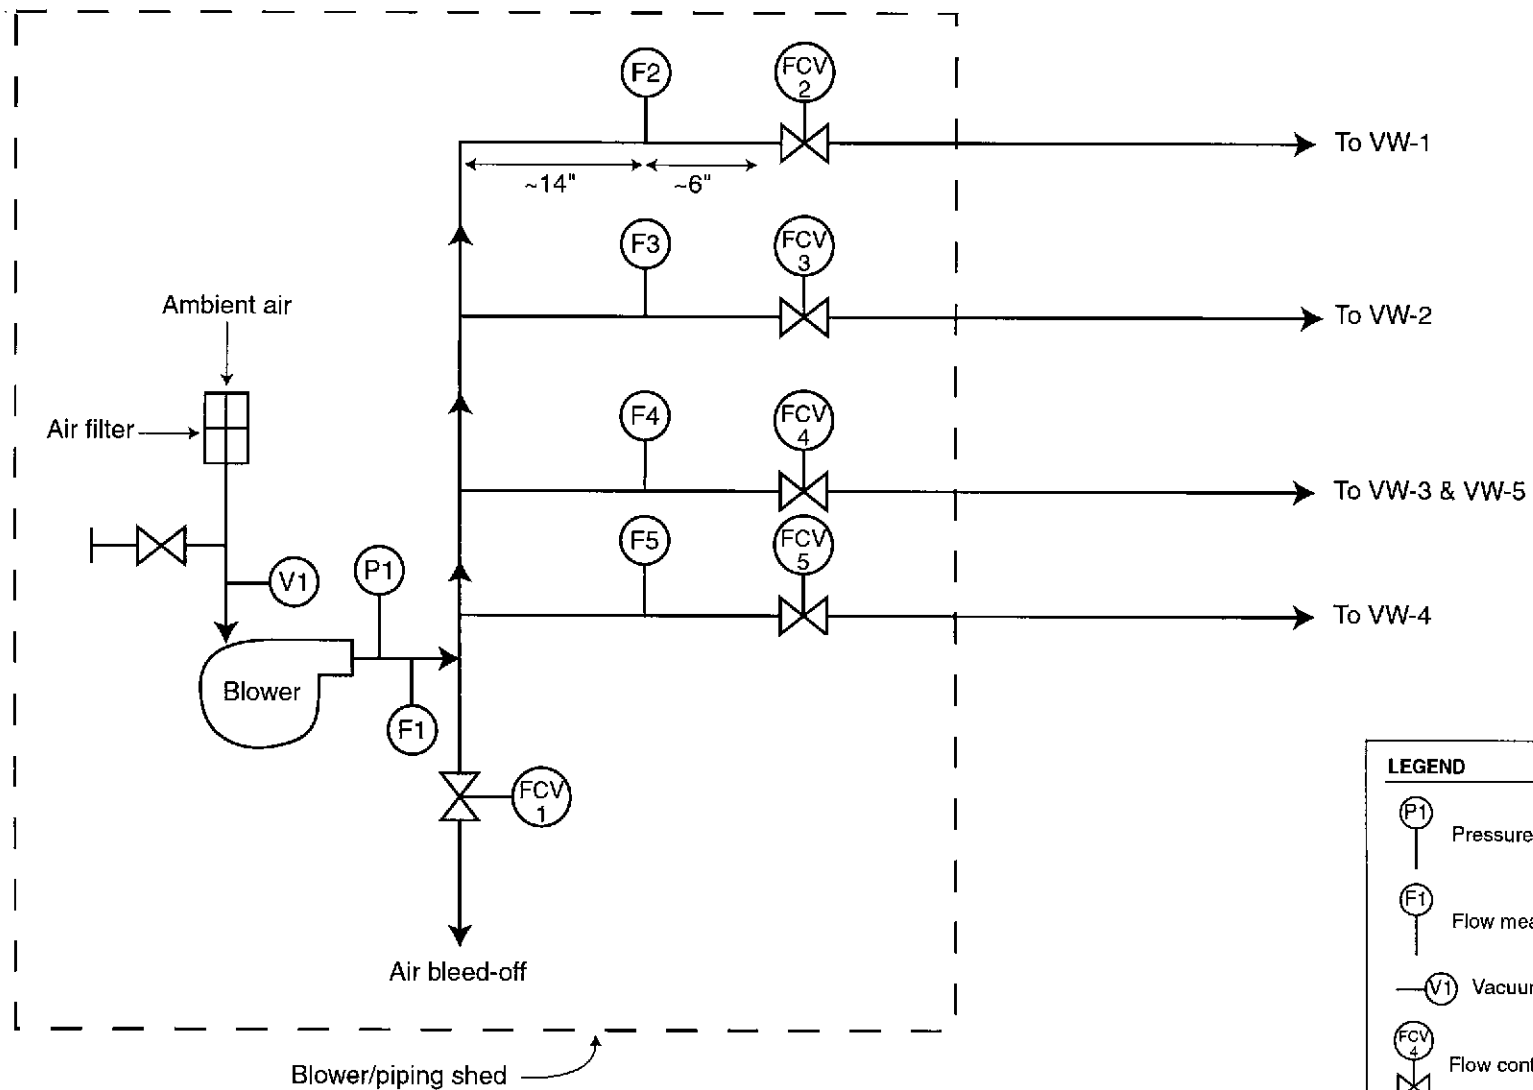 F2
FCV
2
To VW-1
~14"
~6"
F3
FCV
3
To VW-2
Ambient air
Air filter
F4
FCV
4
To VW-3 & VW-5
F5
FCV
5
To VW-4
V1
P1
Blower
F1
FCV
1
Air bleed-off
Blower/piping shed
LEGEND
P1
Pressure
F1
Flow mea
V1
Vacuum
FCV
4
Flow cont